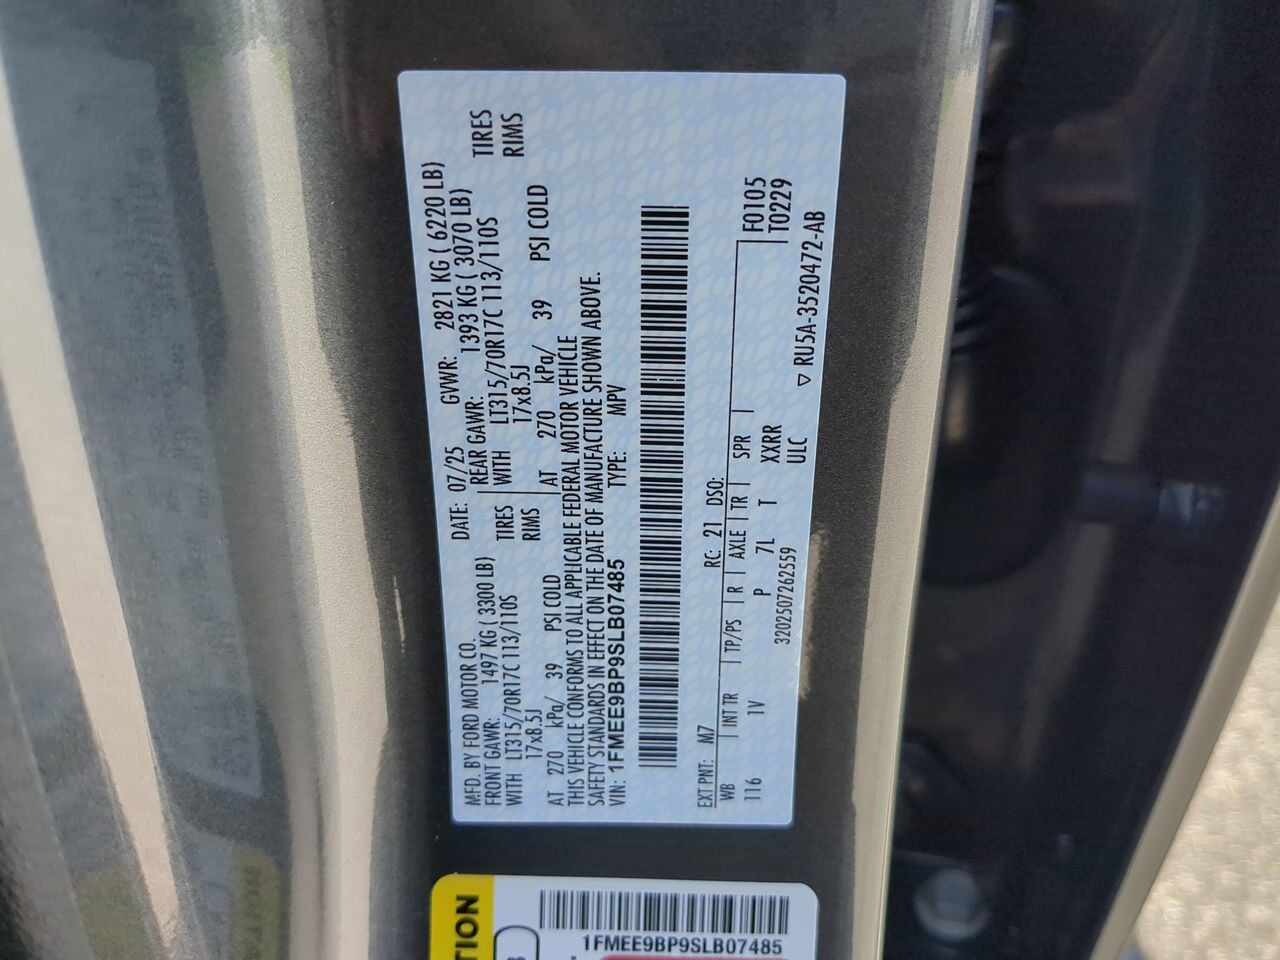 MFD. BY FORD MOTOR CO.
DATE: 07/25 GVWR: 2821 KG ( 6220 LB)
FRONT GAWR: 1497 KG ( 3300 LB)
REAR GAWR: 1393 KG ( 3070 LB)
WITH LT315/70R17C 113/110S TIRES
WITH LT315/70R17C 113/110S TIRES
17x8.5J RIMS
17x8.5J RIMS
AT 270 kPa/ 39 PSI COLD
AT 270 kPa/ 39 PSI COLD
THIS VEHICLE CONFORMS TO ALL APPLICABLE FEDERAL MOTOR VEHICLE
SAFETY STANDARDS IN EFFECT ON THE DATE OF MANUFACTURE SHOWN ABOVE.
VIN: 1FMEE9BP9SLB07485 TYPE: MPV
EXT PNT: M7 RC: 21 DSO:
WB INT TR TP/PS R AXLE TR SPR F0105
T0229
116 1V P 7L T XXRR
ULC
3202507262559
▽ RU5A-3520472-AB
TION
1FMEE9BP9SLB07485